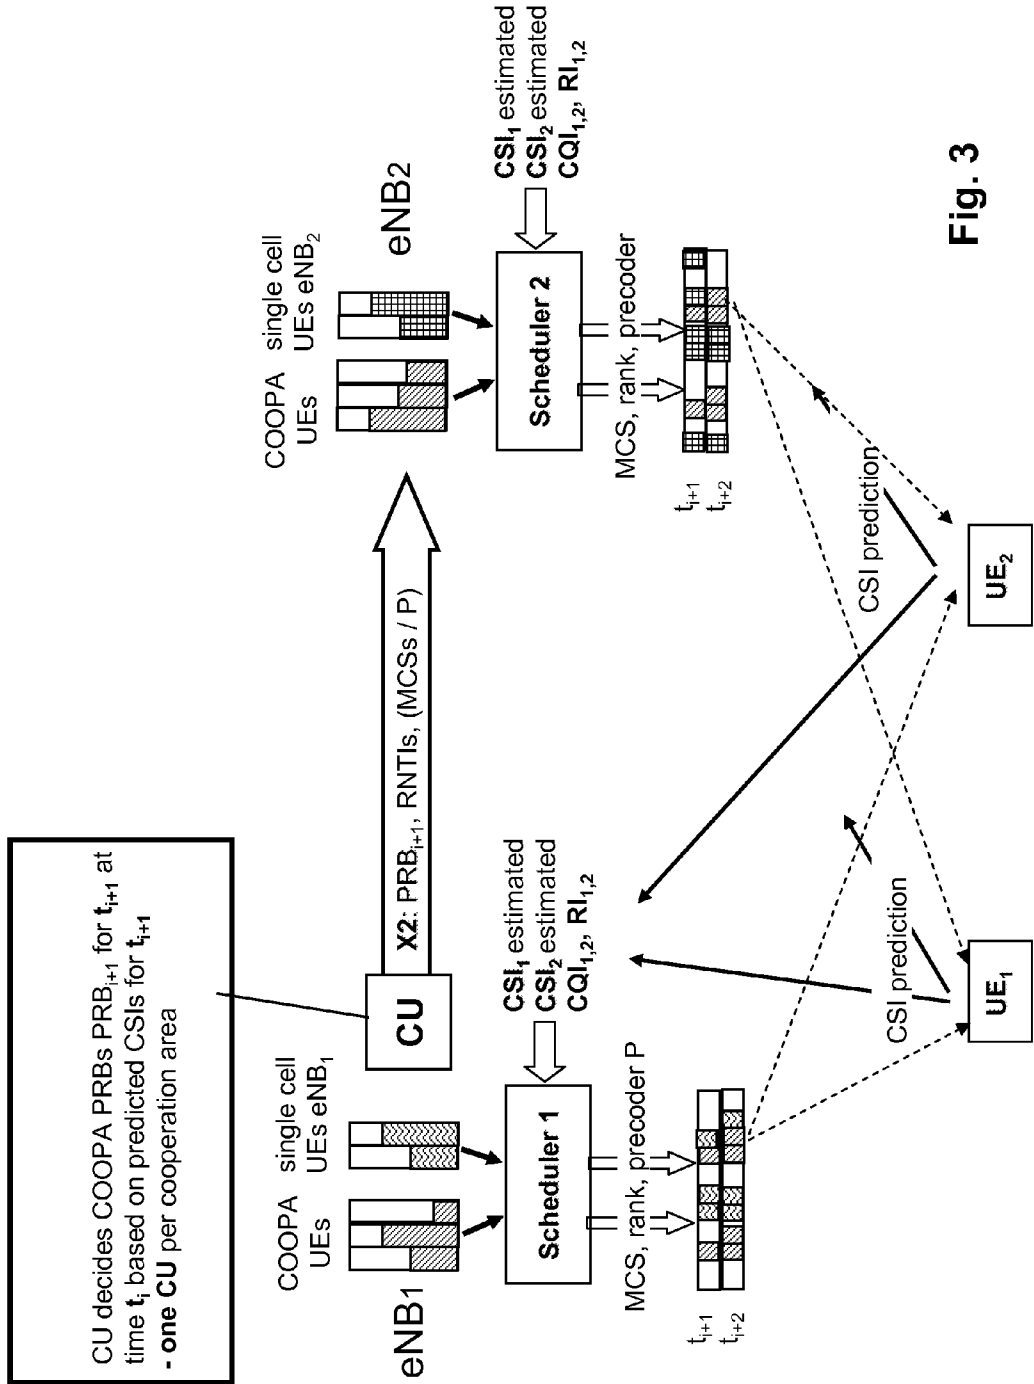 CU decides COOPA PRBs PRBi+1 for ti+1 at
time ti based on predicted CSIs for ti+1
- one CU per cooperation area
eNB1
COOPA
UEs
single cell
UEs eNB1
CU
X2: PRBi+1, RNTIs, (MCSs / P)
COOPA
UEs
single cell
UEs eNB2
eNB2
Scheduler 1
CSI1 estimated
CSI2 estimated
CQI1,2, RI1,2
Scheduler 2
CSI1 estimated
CSI2 estimated
CQI1,2, RI1,2
MCS, rank, precoder P
MCS, rank, precoder
ti+1
ti+2
ti+1
ti+2
CSI prediction
CSI prediction
UE1
UE2
Fig. 3